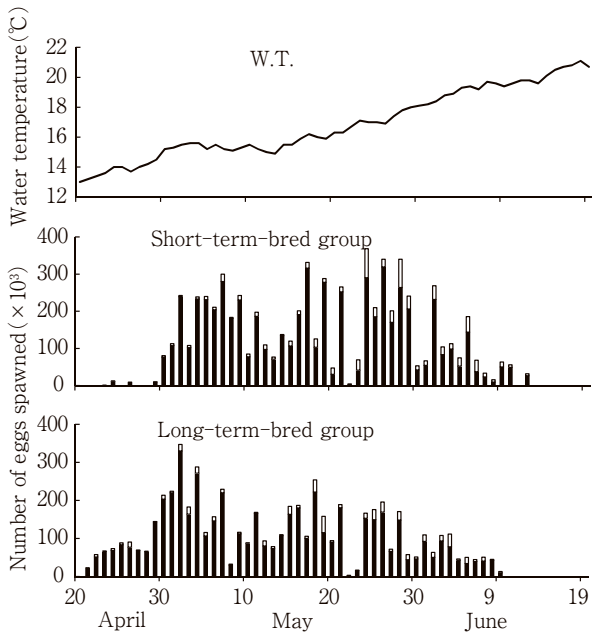 Water temperature(℃)
22
20
18
16
14
12
W.T.
Number of eggs spawned(×10³)
400
300
200
100
0
Short-term-bred group
400
300
200
100
0
Long-term-bred group
20 30 10 20 30 9 19
April May June